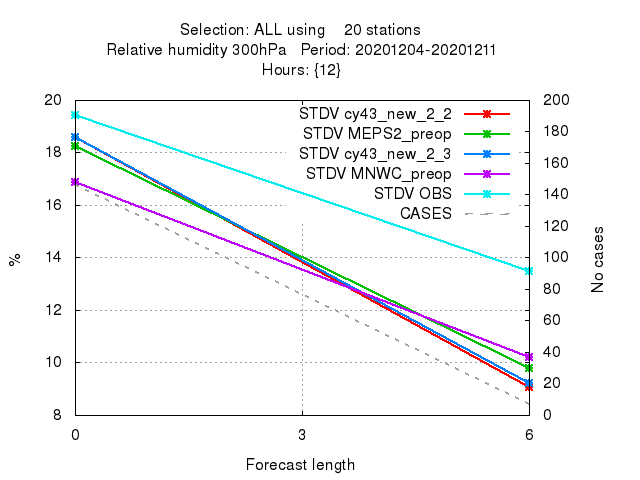 Selection: ALL using    20 stations
Relative humidity 300hPa   Period: 20201204-20201211
Hours: {12}
STDV cy43_new_2_2
STDV MEPS2_preop
STDV cy43_new_2_3
STDV MNWC_preop
STDV OBS
CASES
20
18
16
14
12
10
8
%
200
180
160
140
120
100
80
60
40
20
0
No cases
0 3 6
Forecast length